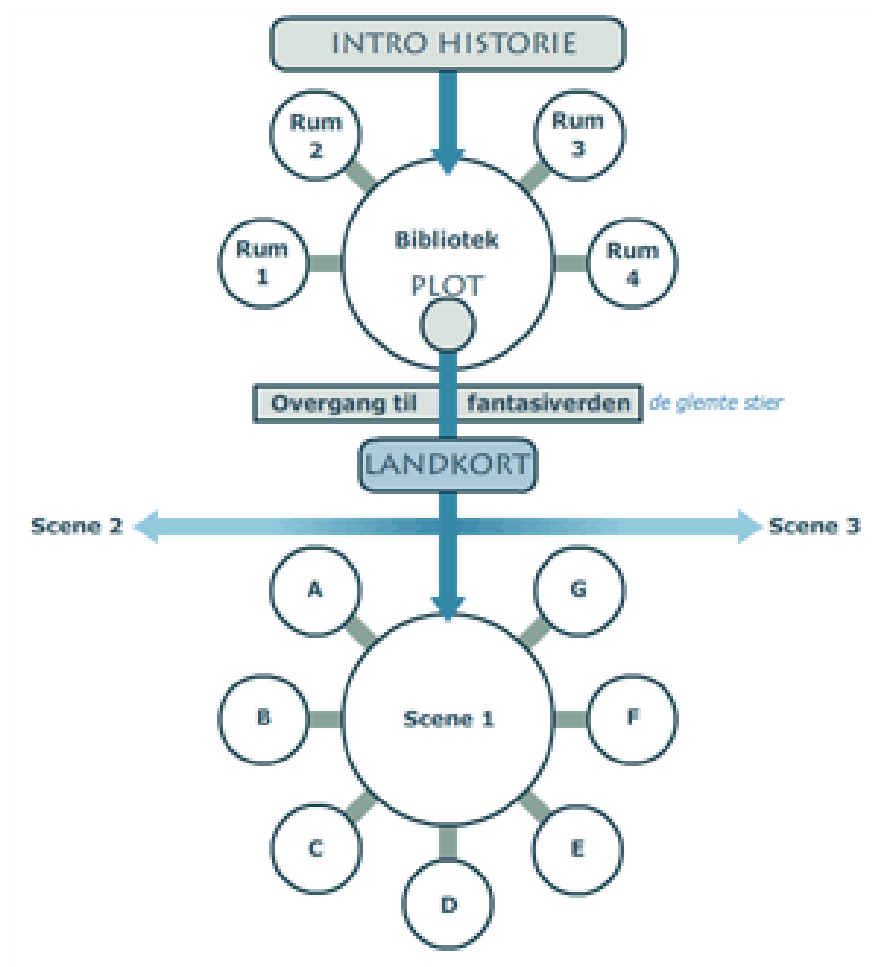 INTRO HISTORIE
Rum
2
Rum
3
Bibliotek
Rum
1
Rum
4
PLOT
Overgang til fantasiverden
de glemte stier
LANDKORT
Scene 2
Scene 3
A
G
B
Scene 1
F
C
E
D